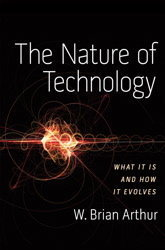 The Nature of
Technology
WHAT IT IS
AND HOW
IT EVOLVES
W. Brian Arthur